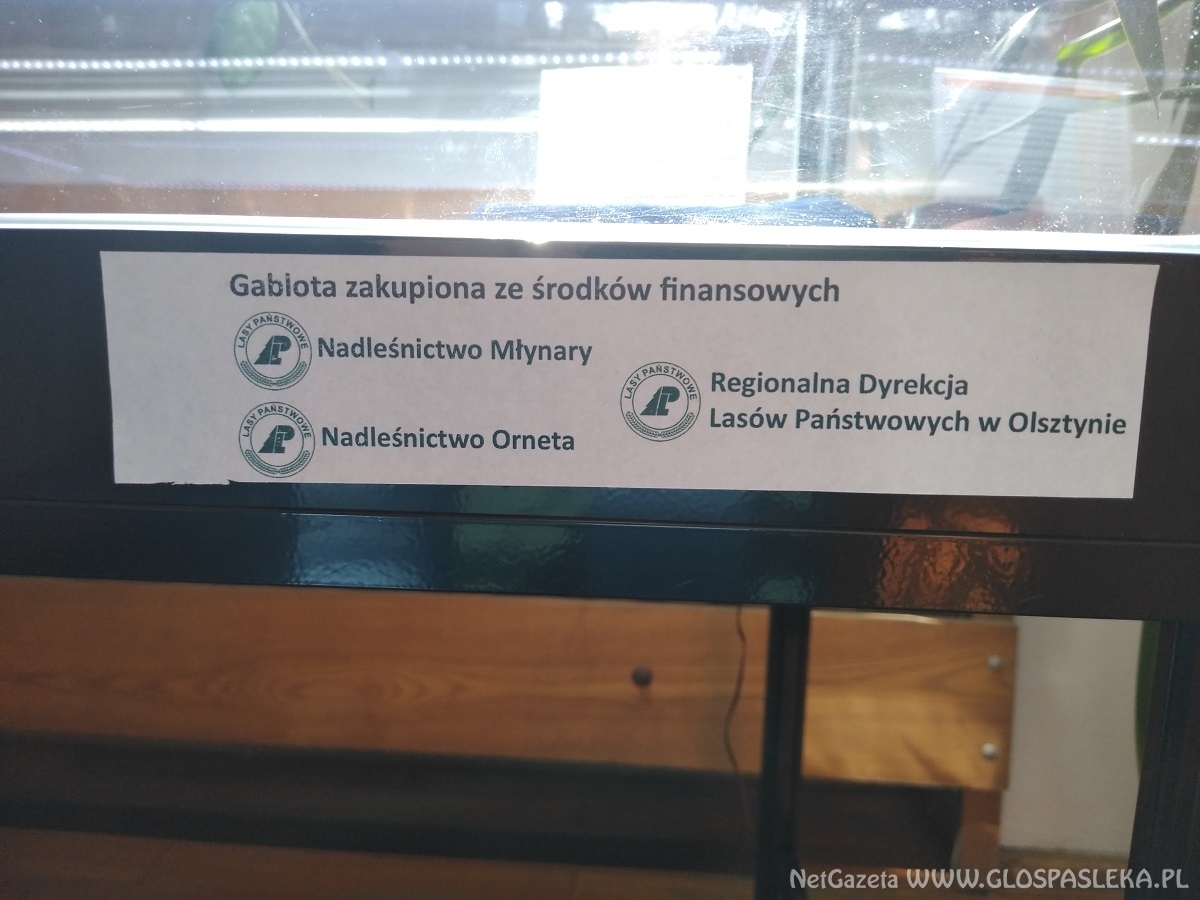 Gablota zakupiona ze środków finansowych
LASY PAŃSTWOWE
Nadleśnictwo Młynary
LASY PAŃSTWOWE
Nadleśnictwo Orneta
LASY PAŃSTWOWE
Regionalna Dyrekcja
Lasów Państwowych w Olsztynie
NetGazeta WWW.GLOSPASLEKA.PL